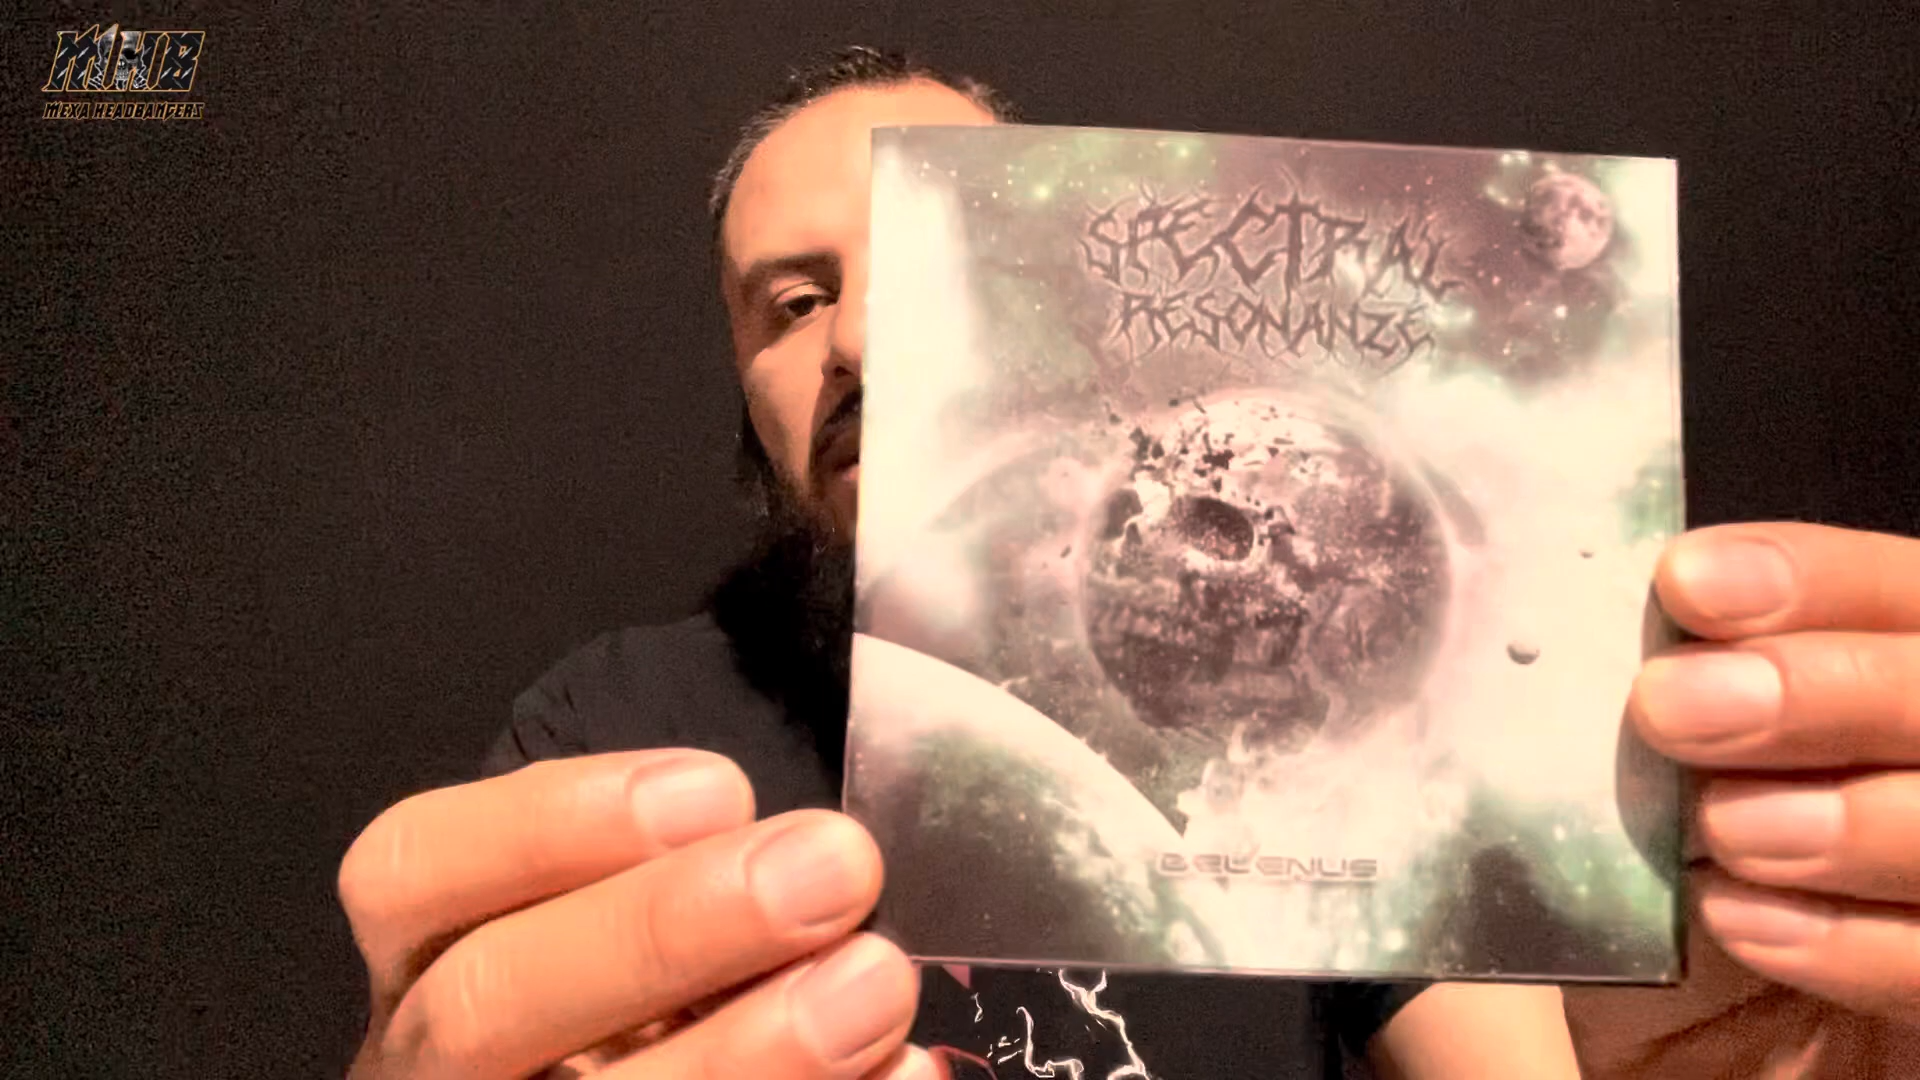 MHB
MEXA HEADBANGERS
SPECTRAL
RESONANZE
BELENUS